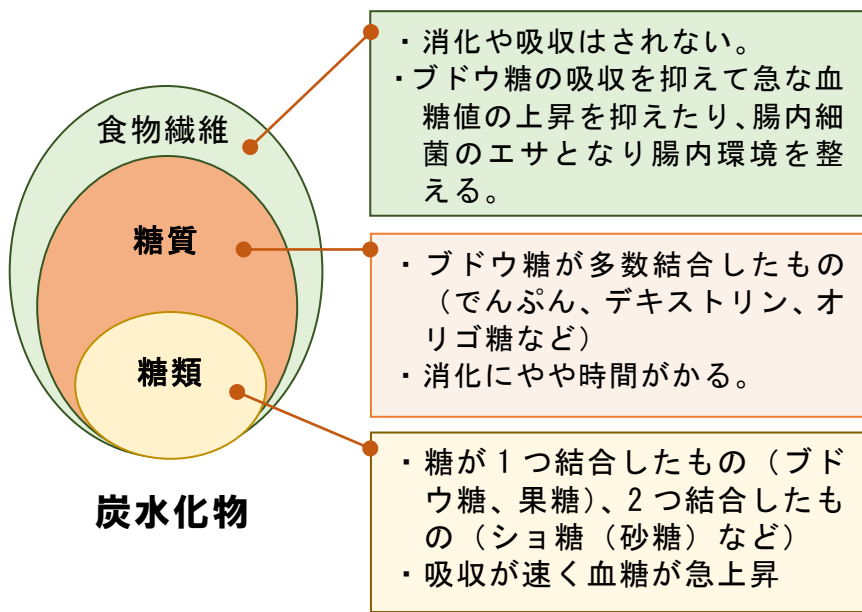 ・消化や吸収はされない。
・ブドウ糖の吸収を抑えて急な血
糖値の上昇を抑えたり、腸内細
菌のエサとなり腸内環境を整
える。
食物繊維
糖質
・ブドウ糖が多数結合したもの
（でんぷん、デキストリン、オ
リゴ糖など）
・消化にやや時間がかる。
糖類
・糖が１つ結合したもの（ブ
ドウ糖、果糖）、２つ結合したも
の（ショ糖（砂糖）など）
・吸収が速く血糖が急上昇
炭水化物